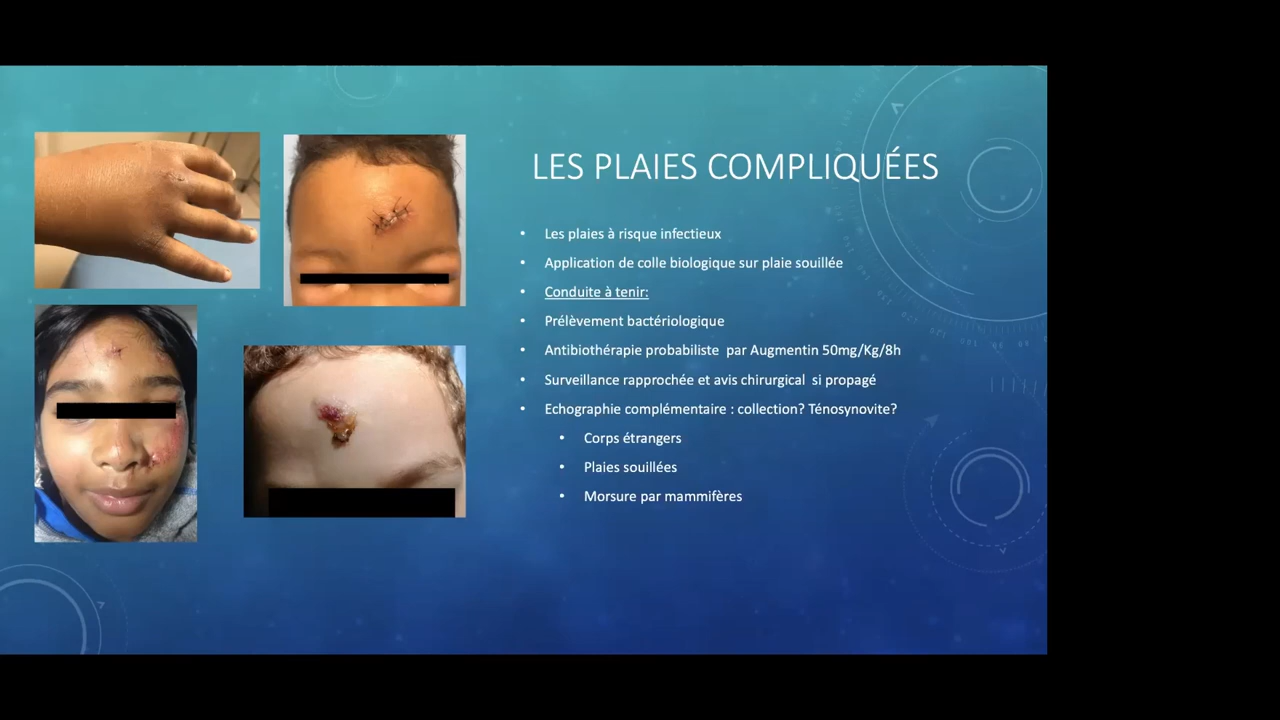 LES PLAIES COMPLIQUÉES
• Les plaies à risque infectieux
• Application de colle biologique sur plaie souillée
• Conduite à tenir:
• Prélèvement bactériologique
• Antibiothérapie probabiliste par Augmentin 50mg/Kg/8h
• Surveillance rapprochée et avis chirurgical si propagé
• Echographie complémentaire : collection? Ténosynovite?
• Corps étrangers
• Plaies souillées
• Morsure par mammifères